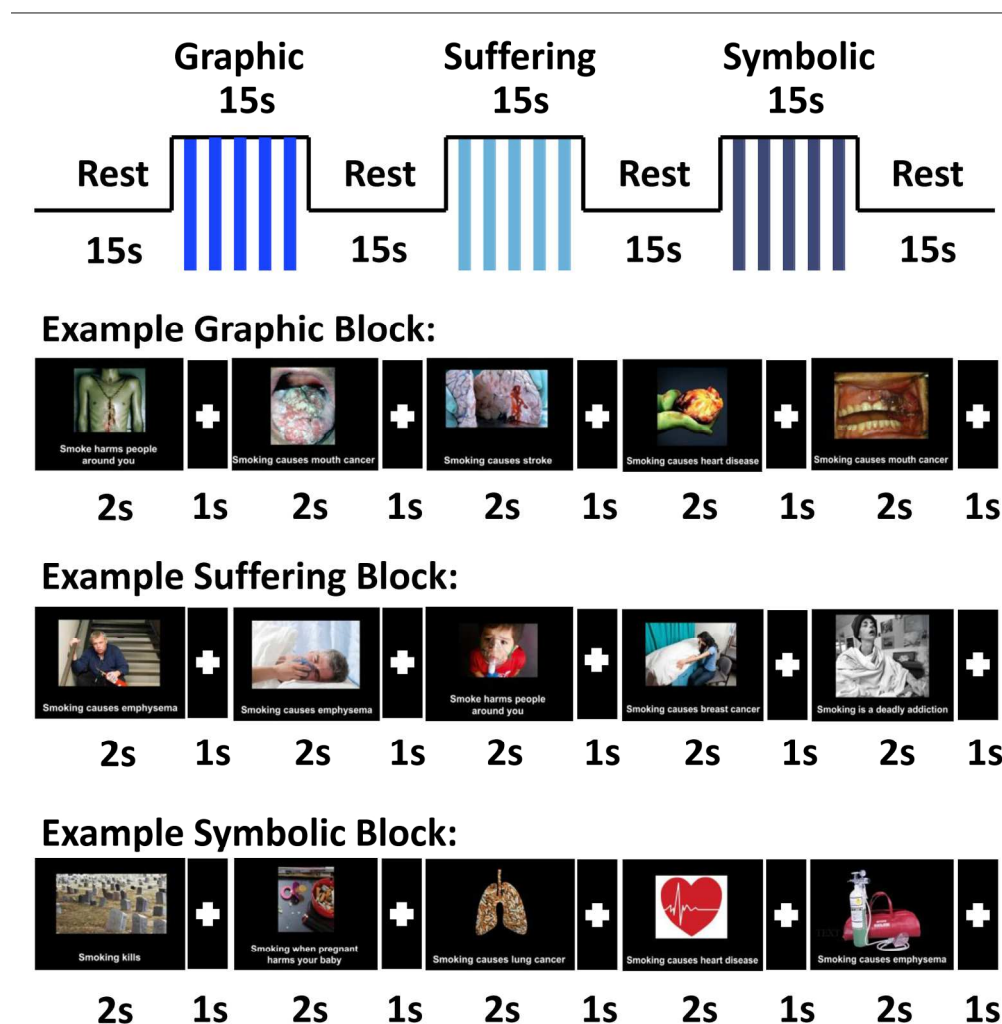 Graphic Suffering Symbolic
15s 15s 15s
Rest Rest Rest Rest
15s 15s 15s 15s
Example Graphic Block:
Smoke harms people
around you
Smoking causes mouth cancer
Smoking causes stroke
Smoking causes heart disease
Smoking causes mouth cancer
2s 1s 2s 1s 2s 1s 2s 1s 2s 1s
Example Suffering Block:
Smoking causes emphysema
Smoking causes emphysema
Smoke harms people
around you
Smoking causes breast cancer
Smoking is a deadly addiction
2s 1s 2s 1s 2s 1s 2s 1s 2s 1s
Example Symbolic Block:
Smoking kills
Smoking when pregnant
harms your baby
Smoking causes lung cancer
Smoking causes heart disease
Smoking causes emphysema
2s 1s 2s 1s 2s 1s 2s 1s 2s 1s